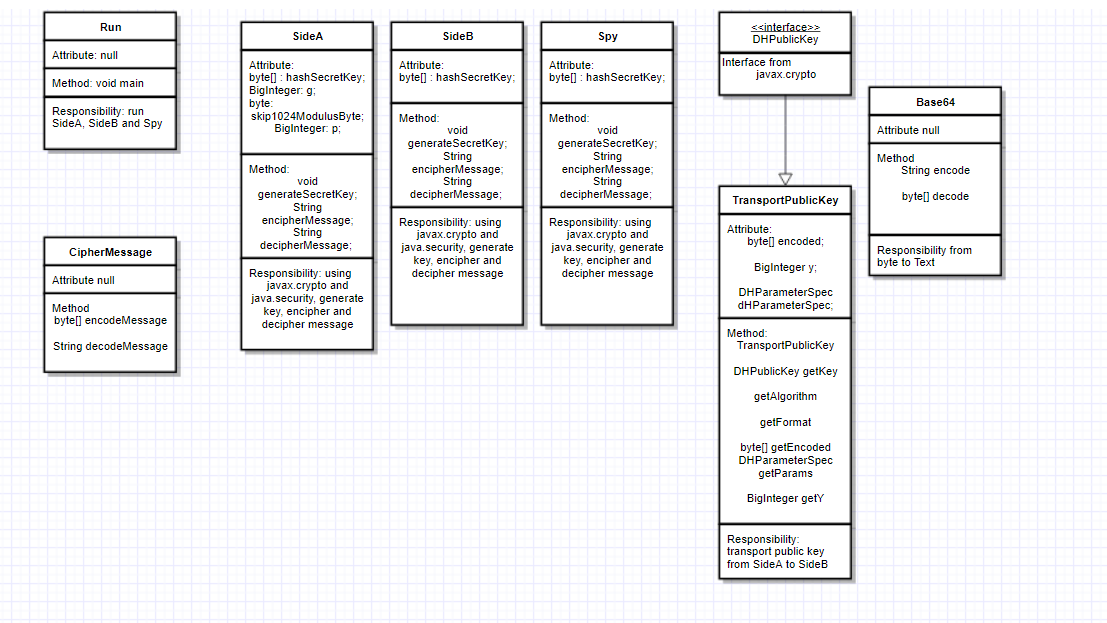 Run
Attribute: null
Method: void main
Responsibility: run
SideA, SideB and Spy
CipherMessage
Attribute null
Method
byte[] encodeMessage
String decodeMessage
SideA
Attribute:
byte[] : hashSecretKey;
BigInteger: g;
byte:
skip1024ModulusByte;
BigInteger: p;
Method:
void
generateSecretKey;
String
encipherMessage;
String
decipherMessage;
Responsibility: using
javax.crypto and
java.security, generate
key, encipher and
decipher message
SideB
Attribute:
byte[] : hashSecretKey;
Method:
void
generateSecretKey;
String
encipherMessage;
String
decipherMessage;
Responsibility: using
javax.crypto and
java.security, generate
key, encipher and
decipher message
Spy
Attribute:
byte[] : hashSecretKey;
Method:
void
generateSecretKey;
String
encipherMessage;
String
decipherMessage;
Responsibility: using
javax.crypto and
java.security, generate
key, encipher and
decipher message
<<interface>>
DHPublicKey
Interface from
javax.crypto
TransportPublicKey
Attribute:
byte[] encoded;
BigInteger y;
DHParameterSpec
dHParameterSpec;
Method:
TransportPublicKey
DHPublicKey getKey
getAlgorithm
getFormat
byte[] getEncoded
DHParameterSpec
getParams
BigInteger getY
Responsibility:
transport public key
from SideA to SideB
Base64
Attribute null
Method
String encode
byte[] decode
Responsibility from
byte to Text